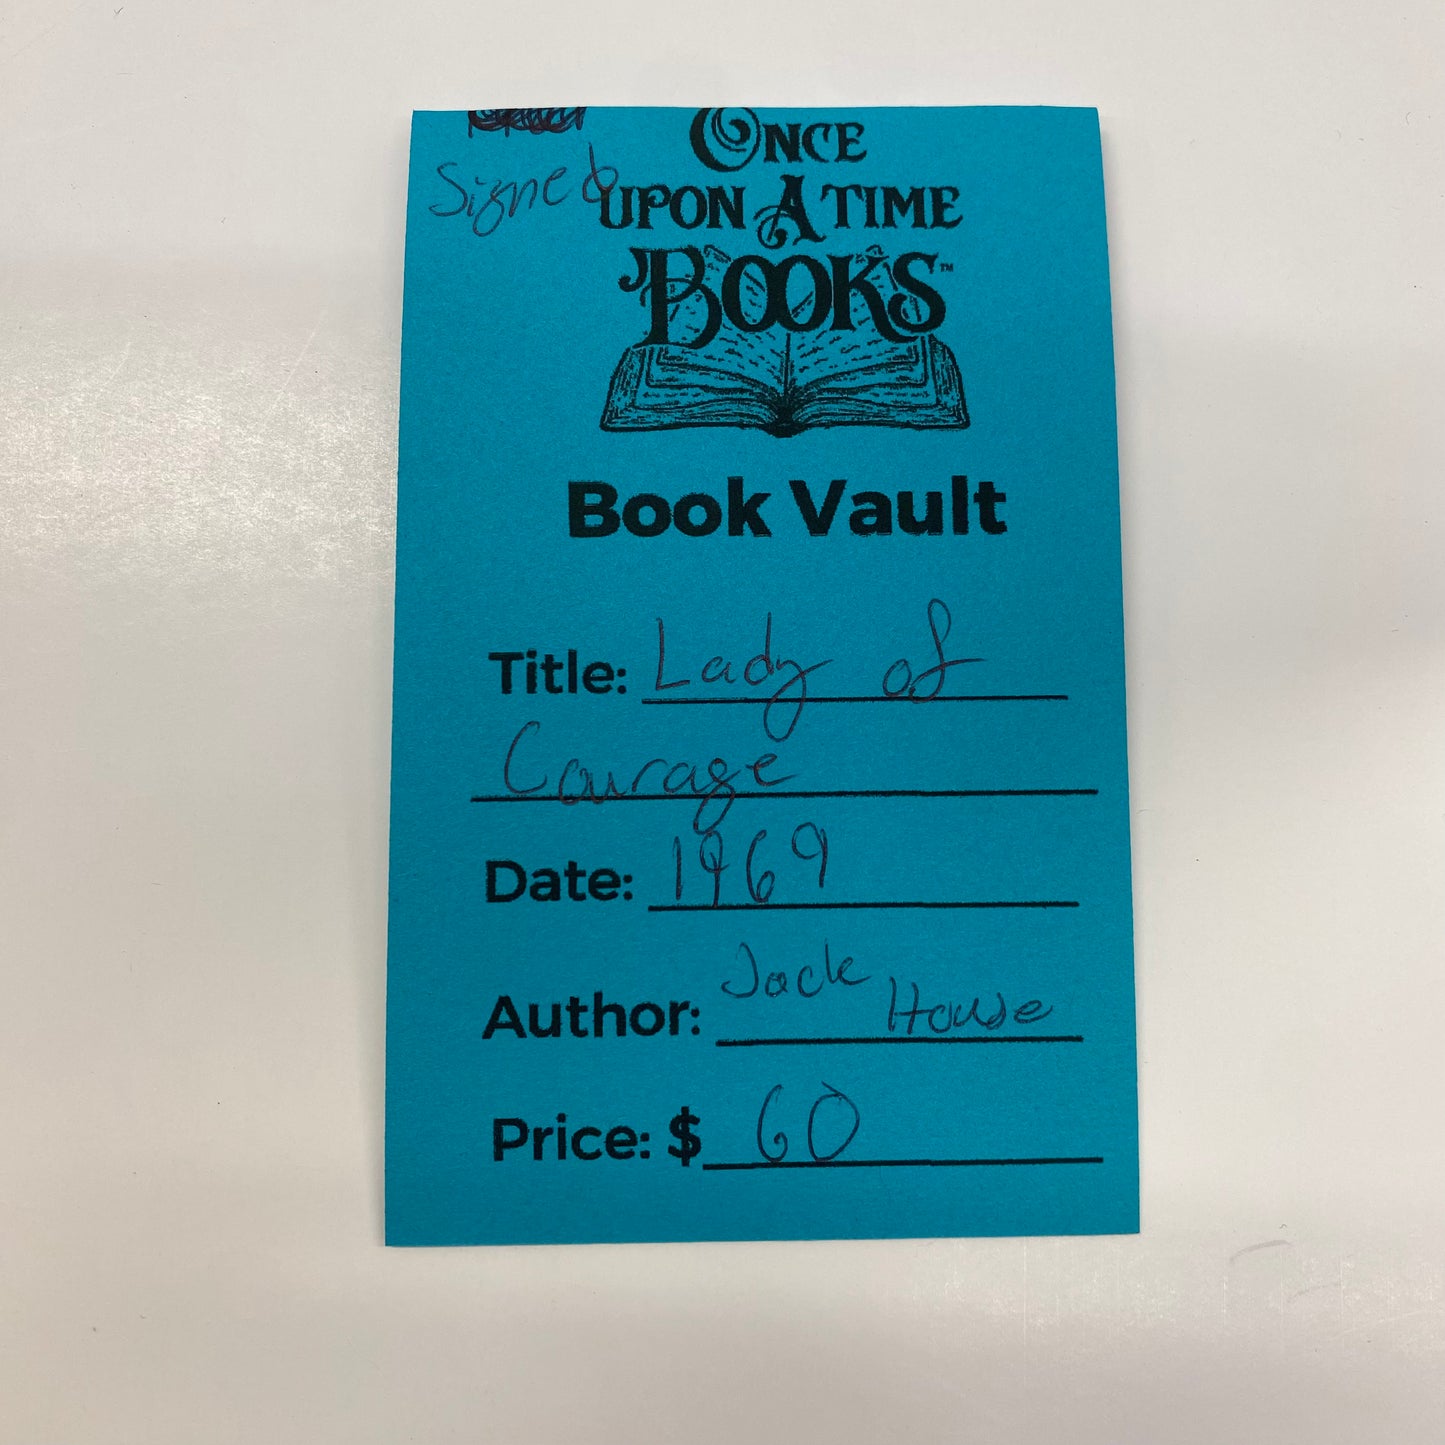 Signed
ONCE
UPON A TIME
BOOKS™
Book Vault
Title: Lady of
Courage
Date: 1969
Author: Jack House
Price: $ 60